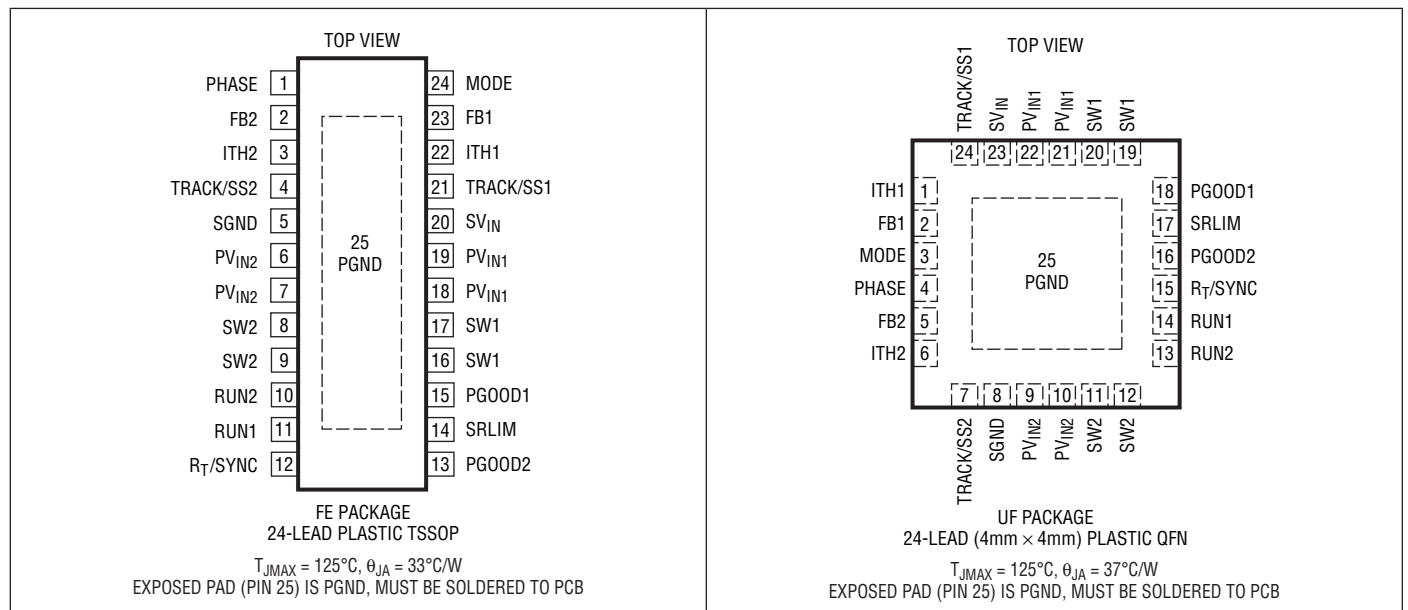 TOP VIEW
PHASE 1
FB2 2
ITH2 3
TRACK/SS2 4
SGND 5
PVIN2 6
PVIN2 7
SW2 8
SW2 9
RUN2 10
RUN1 11
RT/SYNC 12
25
PGND
24 MODE
23 FB1
22 ITH1
21 TRACK/SS1
20 SVIN
19 PVIN1
18 PVIN1
17 SW1
16 SW1
15 PGOOD1
14 SRLIM
13 PGOOD2
FE PACKAGE
24-LEAD PLASTIC TSSOP
TJMAX = 125°C, θJA = 33°C/W
EXPOSED PAD (PIN 25) IS PGND, MUST BE SOLDERED TO PCB
TOP VIEW
TRACK/SS1
SVIN
PVIN1
PVIN1
SW1
SW1
24 23 22 21 20 19
ITH1 1
FB1 2
MODE 3
PHASE 4
FB2 5
ITH2 6
25
PGND
18 PGOOD1
17 SRLIM
16 PGOOD2
15 RT/SYNC
14 RUN1
13 RUN2
7 8 9 10 11 12
TRACK/SS2
SGND
PVIN2
PVIN2
SW2
SW2
UF PACKAGE
24-LEAD (4mm × 4mm) PLASTIC QFN
TJMAX = 125°C, θJA = 37°C/W
EXPOSED PAD (PIN 25) IS PGND, MUST BE SOLDERED TO PCB